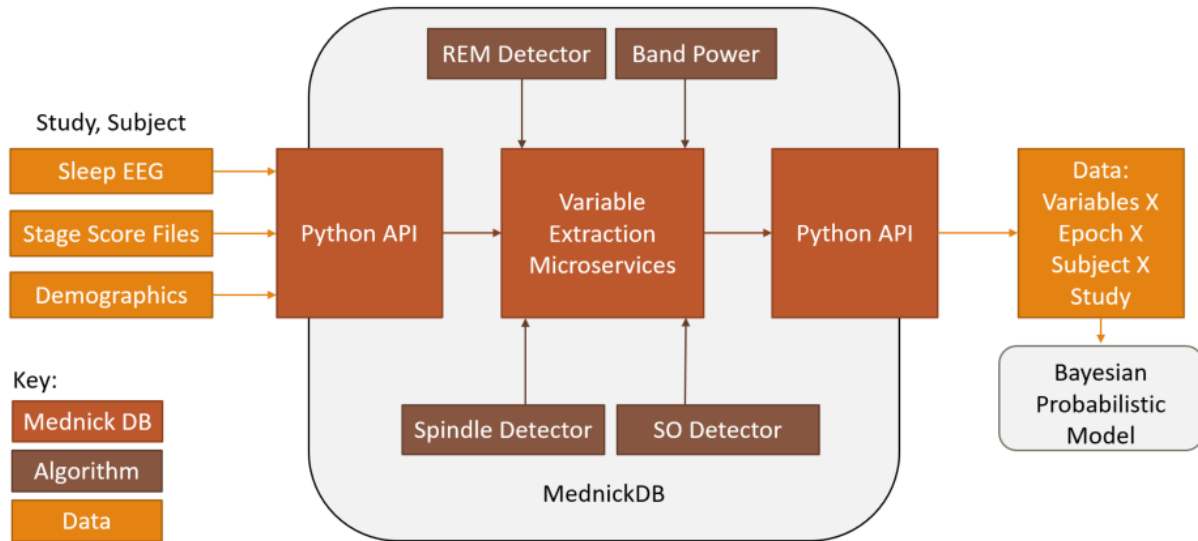 REM Detector
Band Power
Study, Subject
Sleep EEG
Stage Score Files
Demographics
Python API
Variable
Extraction
Microservices
Python API
Data:
Variables X
Epoch X
Subject X
Study
Spindle Detector
SO Detector
MednickDB
Bayesian
Probabilistic
Model
Key:
Mednick DB
Algorithm
Data